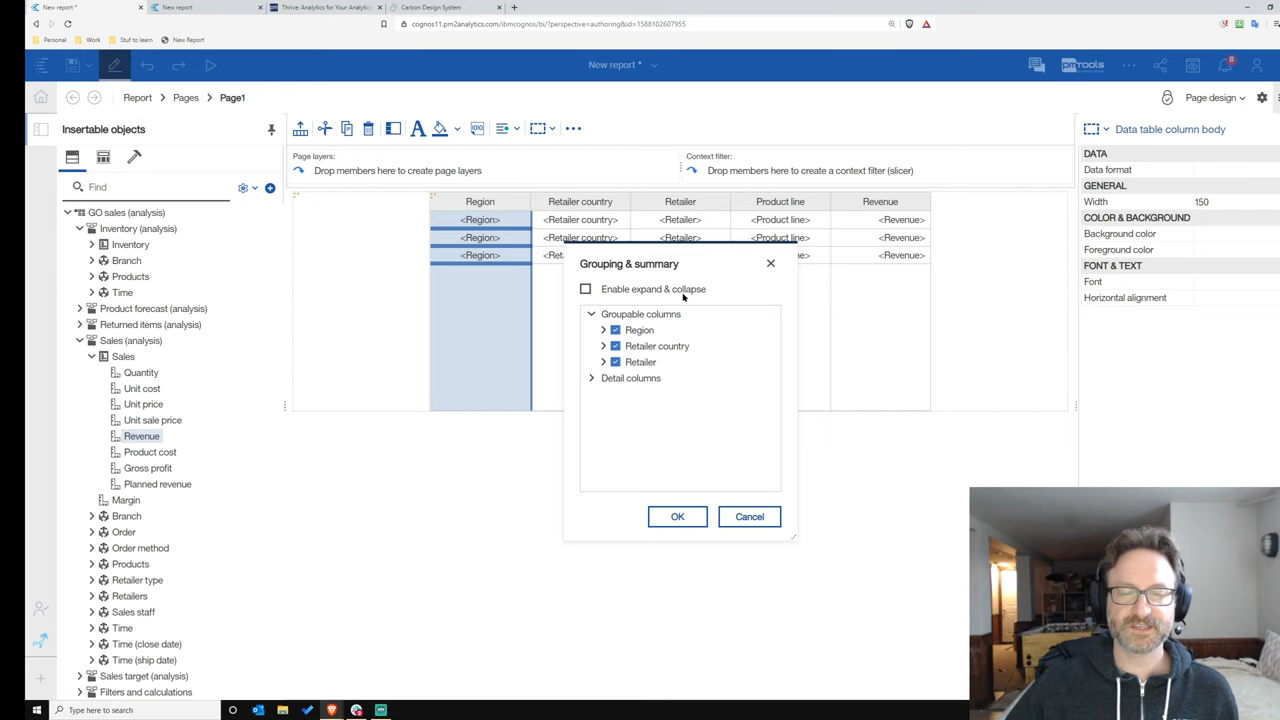 New report *
New report
Thrive: Analytics for Your Analytics
Carbon Design System
cognos11.pm2analytics.com/ibmcognos/bi/?perspective=authoring&id=1588102607955
Personal
Work
Stuf to learn
New Report
New report *
pmTools
8
Report
Pages
Page1
Page design
Insertable objects
Data table column body
Page layers:
Drop members here to create page layers
Context filter:
Drop members here to create a context filter (slicer)
Find
DATA
Data format
GENERAL
Width 150
COLOR & BACKGROUND
Background color
Foreground color
FONT & TEXT
Font
Horizontal alignment
Region Retailer country Retailer Product line Revenue
<Region> <Retailer country> <Retailer> <Product line> <Revenue>
<Region> <Retailer country> <Retailer> <Product line> <Revenue>
<Region> <Reta ne> <Revenue>
Grouping & summary
Enable expand & collapse
Groupable columns
Region
Retailer country
Retailer
Detail columns
OK
Cancel
GO sales (analysis)
Inventory (analysis)
Inventory
Branch
Products
Time
Product forecast (analysis)
Returned items (analysis)
Sales (analysis)
Sales
Quantity
Unit cost
Unit price
Unit sale price
Revenue
Product cost
Gross profit
Planned revenue
Margin
Branch
Order
Order method
Products
Retailer type
Retailers
Sales staff
Time
Time (close date)
Time (ship date)
Sales target (analysis)
Filters and calculations
Type here to search